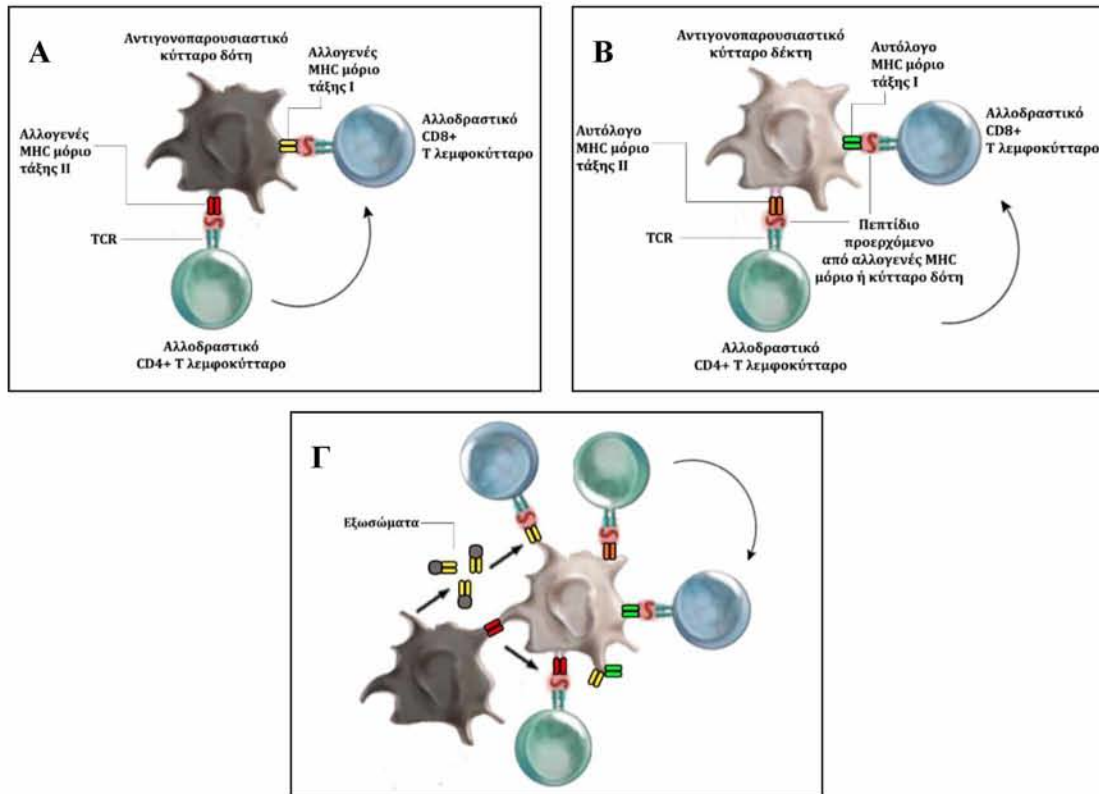 Α
Αντιγονοπαρουσιαστικό
κύτταρο δότη
Αλλογενές
MHC μόριο
τάξης Ι
Αλλοδραστικό
CD8+
Τ λεμφοκύτταρο
Αλλογενές
MHC μόριο
τάξης ΙΙ
TCR
Αλλοδραστικό
CD4+ Τ λεμφοκύτταρο
Β
Αντιγονοπαρουσιαστικό
κύτταρο δέκτη
Αυτόλογο
MHC μόριο
τάξης Ι
Αλλοδραστικό
CD8+
Τ λεμφοκύτταρο
Αυτόλογο
MHC μόριο
τάξης ΙΙ
TCR
Πεπτίδιο
προερχόμενο
από αλλογενές MHC
μόριο ή κύτταρο δότη
Αλλοδραστικό
CD4+ Τ λεμφοκύτταρο
Γ
Εξωσώματα